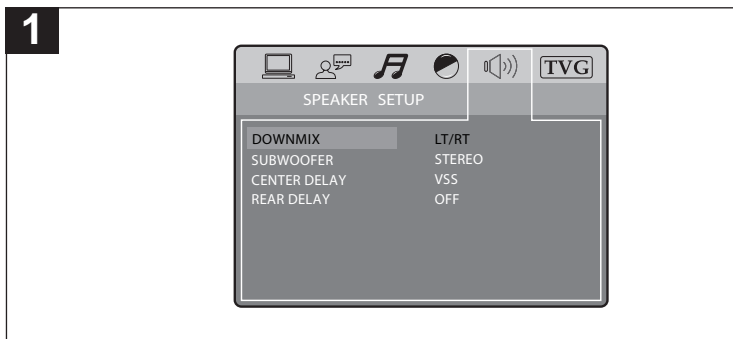 1
TVG
SPEAKER SETUP
DOWNMIX LT/RT
SUBWOOFER STEREO
CENTER DELAY VSS
REAR DELAY OFF